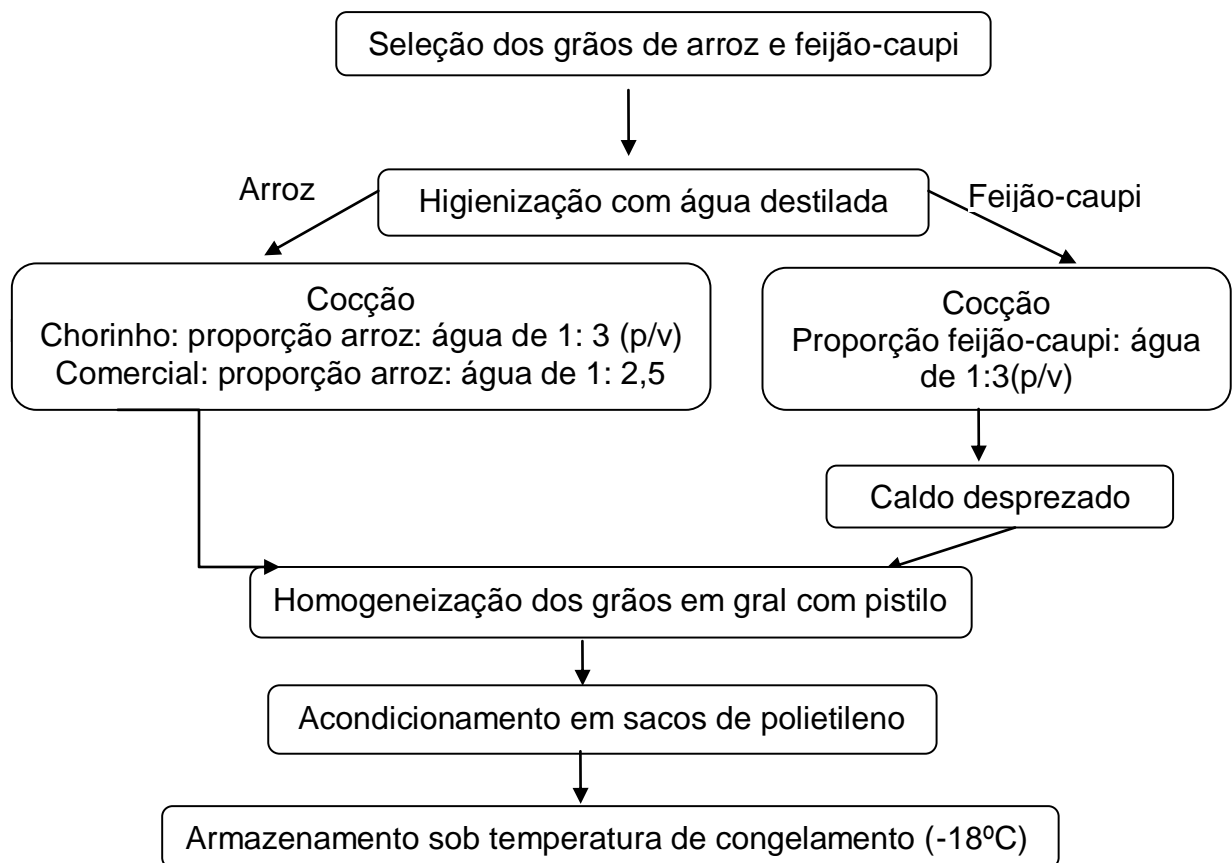 Seleção dos grãos de arroz e feijão-caupi
Arroz
Higienização com água destilada
Feijão-caupi
Cocção
Chorinho: proporção arroz: água de 1: 3 (p/v)
Comercial: proporção arroz: água de 1: 2,5
Cocção
Proporção feijão-caupi: água
de 1:3(p/v)
Caldo desprezado
Homogeneização dos grãos em gral com pistilo
Acondicionamento em sacos de polietileno
Armazenamento sob temperatura de congelamento (-18ºC)